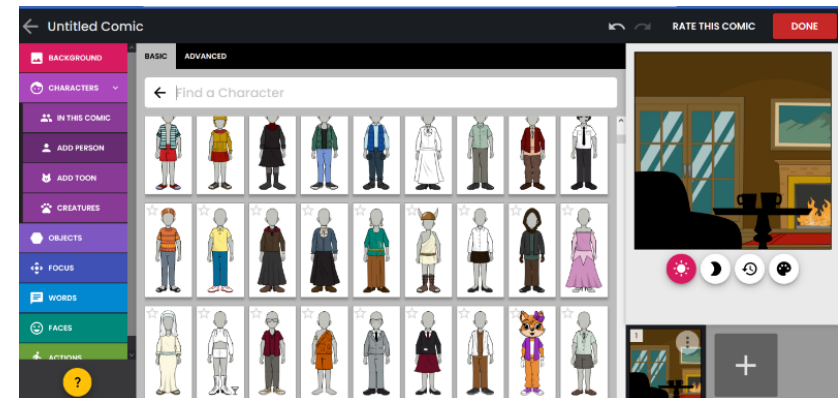 Untitled Comic
RATE THIS COMIC
DONE
BACKGROUND
CHARACTERS
IN THIS COMIC
ADD PERSON
ADD TOON
CREATURES
OBJECTS
FOCUS
WORDS
FACES
ACTIONS
?
BASIC ADVANCED
Find a Character
1